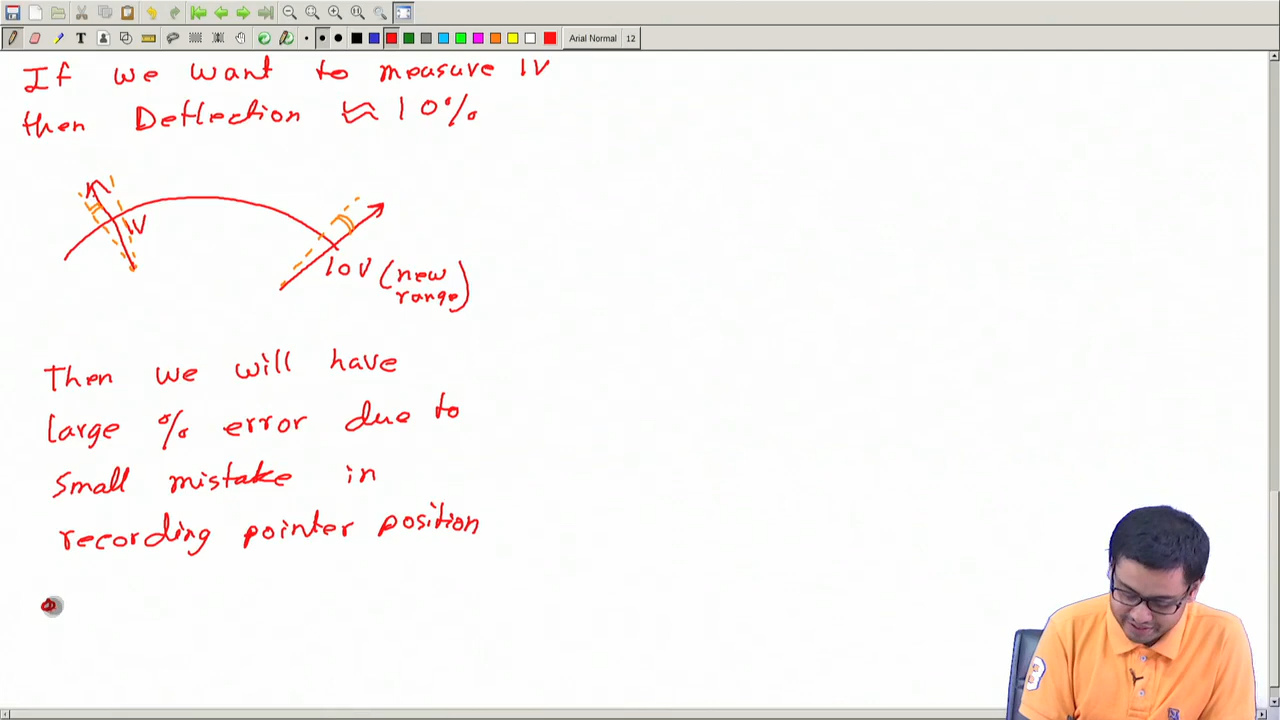 Arial Normal 12
If we want to measure 1V
then Deflection ≈ 10%
1V
10V (new
range)
Then we will have
large % error due to
small mistake in
recording pointer position